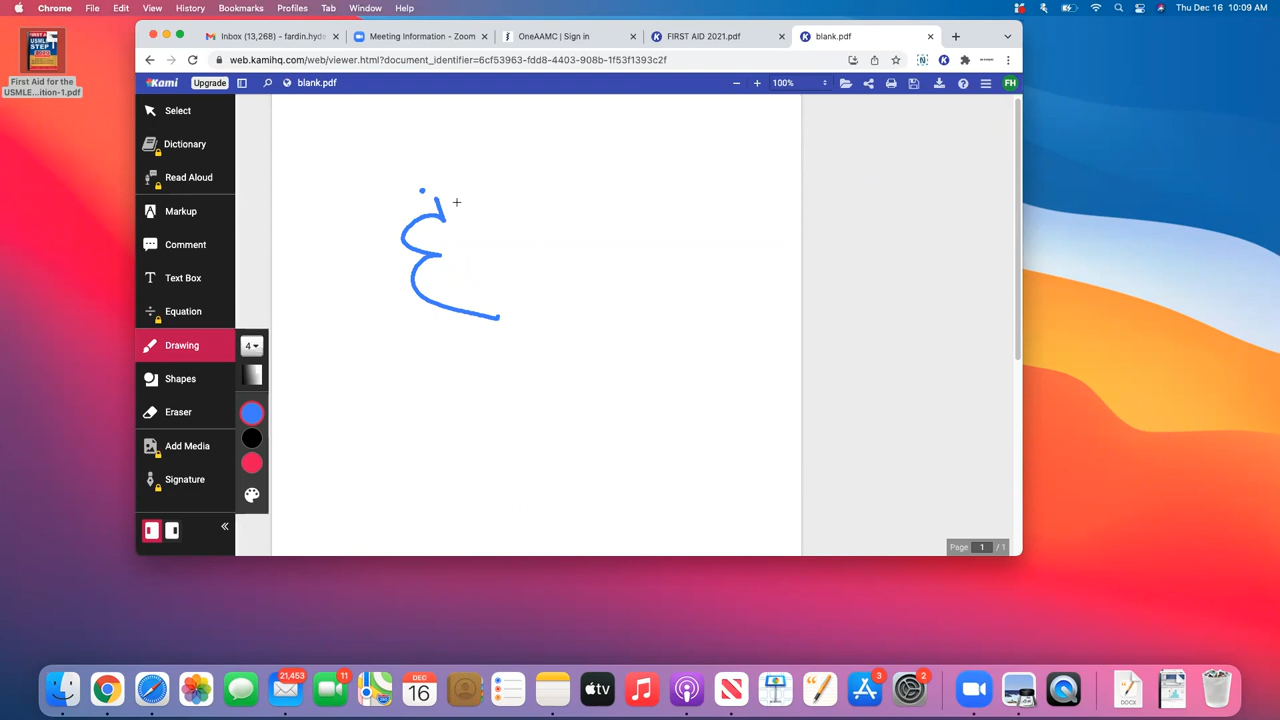 Chrome File Edit View History Bookmarks Profiles Tab Window Help Thu Dec 16 10:09 AM
Inbox (13,268) - fardin.hyde Meeting Information - Zoom OneAAMC | Sign in FIRST AID 2021.pdf blank.pdf
web.kamihq.com/web/viewer.html?document_identifier=6cf53963-fdd8-4403-908b-1f53f1393c2f
Kami Upgrade blank.pdf 100% FH
First Aid for the
USMLE...ition-1.pdf
Select
Dictionary
Read Aloud
Markup
Comment
Text Box
Equation
Drawing 4
Shapes
Eraser
Add Media
Signature
Page 1 / 1
21,453 11 DEC 3 2
16 tv DOCX